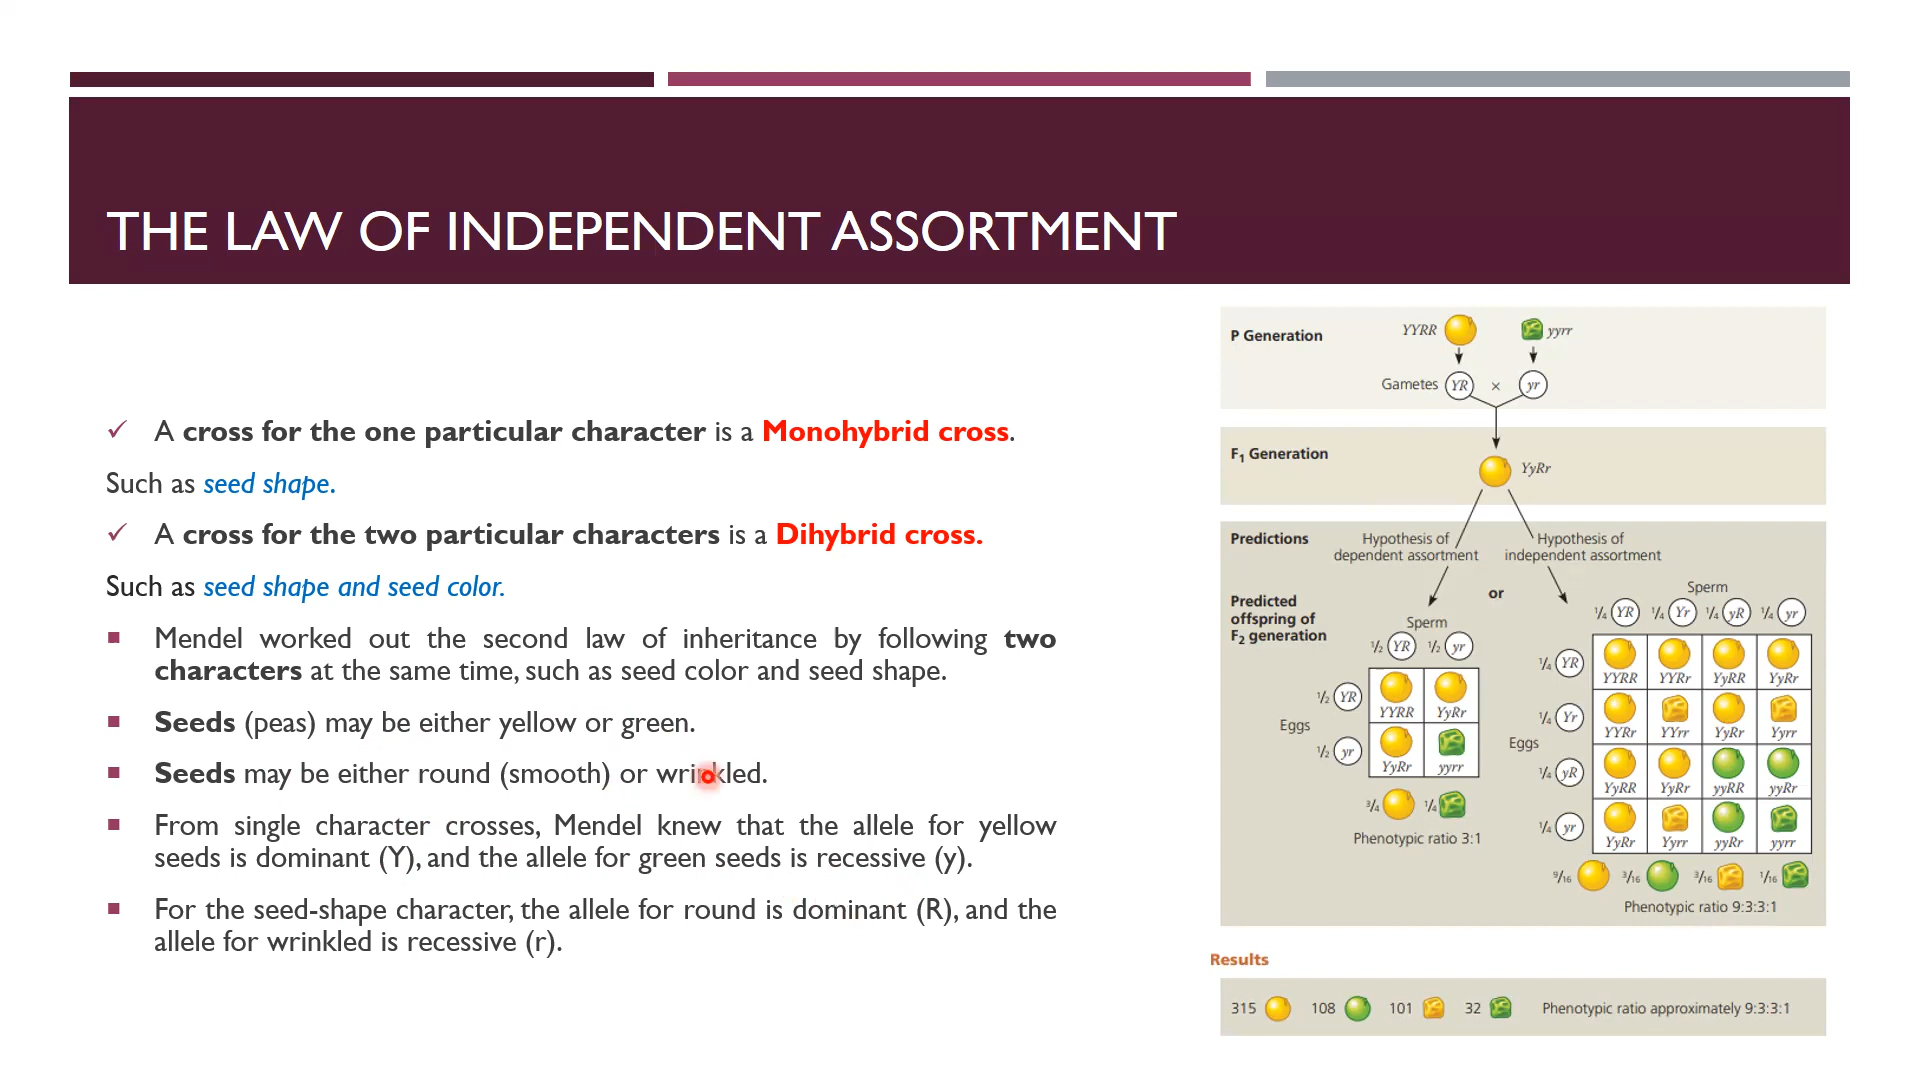 THE LAW OF INDEPENDENT ASSORTMENT
✓ A cross for the one particular character is a Monohybrid cross.
Such as seed shape.
✓ A cross for the two particular characters is a Dihybrid cross.
Such as seed shape and seed color.
▪ Mendel worked out the second law of inheritance by following two
characters at the same time, such as seed color and seed shape.
▪ Seeds (peas) may be either yellow or green.
▪ Seeds may be either round (smooth) or wrinkled.
▪ From single character crosses, Mendel knew that the allele for yellow
seeds is dominant (Y), and the allele for green seeds is recessive (y).
▪ For the seed-shape character, the allele for round is dominant (R), and the
allele for wrinkled is recessive (r).
P Generation
YYRR yyrr
Gametes YR × yr
F1 Generation
YyRr
Predictions
Hypothesis of
dependent assortment
or
Hypothesis of
independent assortment
Predicted
offspring of
F2 generation
Sperm
1/2 YR 1/2 yr
Eggs
1/2 YR
YYRR YyRr
1/2 yr
YyRr yyrr
3/4 1/4
Phenotypic ratio 3:1
Sperm
1/4 YR 1/4 Yr 1/4 yR 1/4 yr
Eggs
1/4 YR
YYRR YYRr YyRR YyRr
1/4 Yr
YYRr YYrr YyRr Yyrr
1/4 yR
YyRR YyRr yyRR yyRr
1/4 yr
YyRr Yyrr yyRr yyrr
9/16 3/16 3/16 1/16
Phenotypic ratio 9:3:3:1
Results
315 108 101 32 Phenotypic ratio approximately 9:3:3:1